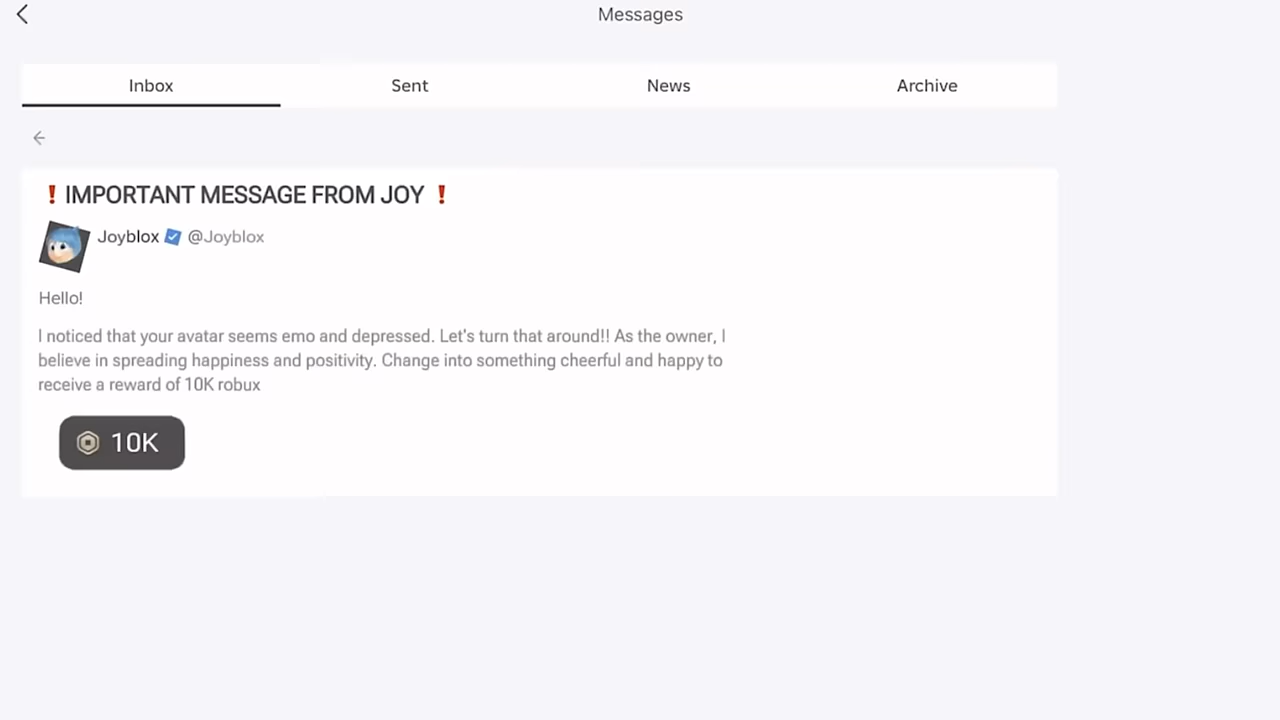 Messages
Inbox Sent News Archive
❗IMPORTANT MESSAGE FROM JOY ❗
Joyblox @Joyblox
Hello!
I noticed that your avatar seems emo and depressed. Let's turn that around!! As the owner, I
believe in spreading happiness and positivity. Change into something cheerful and happy to
receive a reward of 10K robux
10K